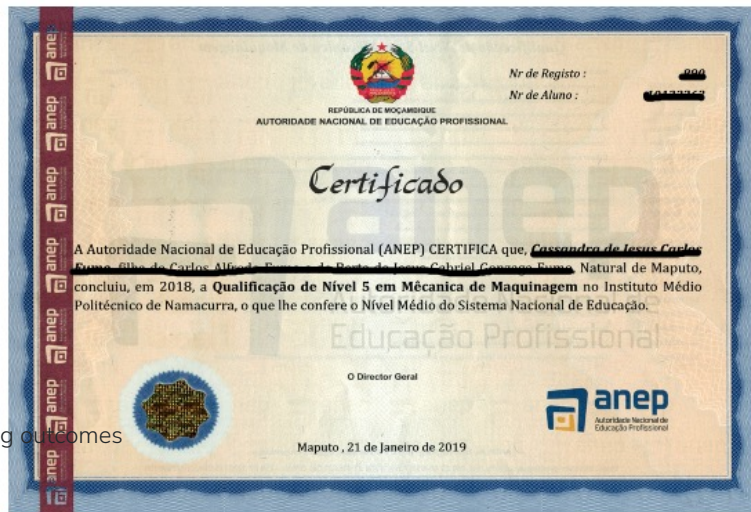 REPÚBLICA DE MOÇAMBIQUE
AUTORIDADE NACIONAL DE EDUCAÇÃO PROFISSIONAL
Nr de Registo :
Nr de Aluno :
Certificado
A Autoridade Nacional de Educação Profissional (ANEP) CERTIFICA que,
Natural de Maputo,
concluiu, em 2018, a Qualificação de Nível 5 em Mêcanica de Maquinagem no Instituto Médio
Politécnico de Namacurra, o que lhe confere o Nível Médio do Sistema Nacional de Educação.
anep
Educação Profissional
O Director Geral
anep
Autoridade Nacional de
Educação Profissional
g outcomes
Maputo , 21 de Janeiro de 2019
anep
anep
anep
anep
anep
anep
anep